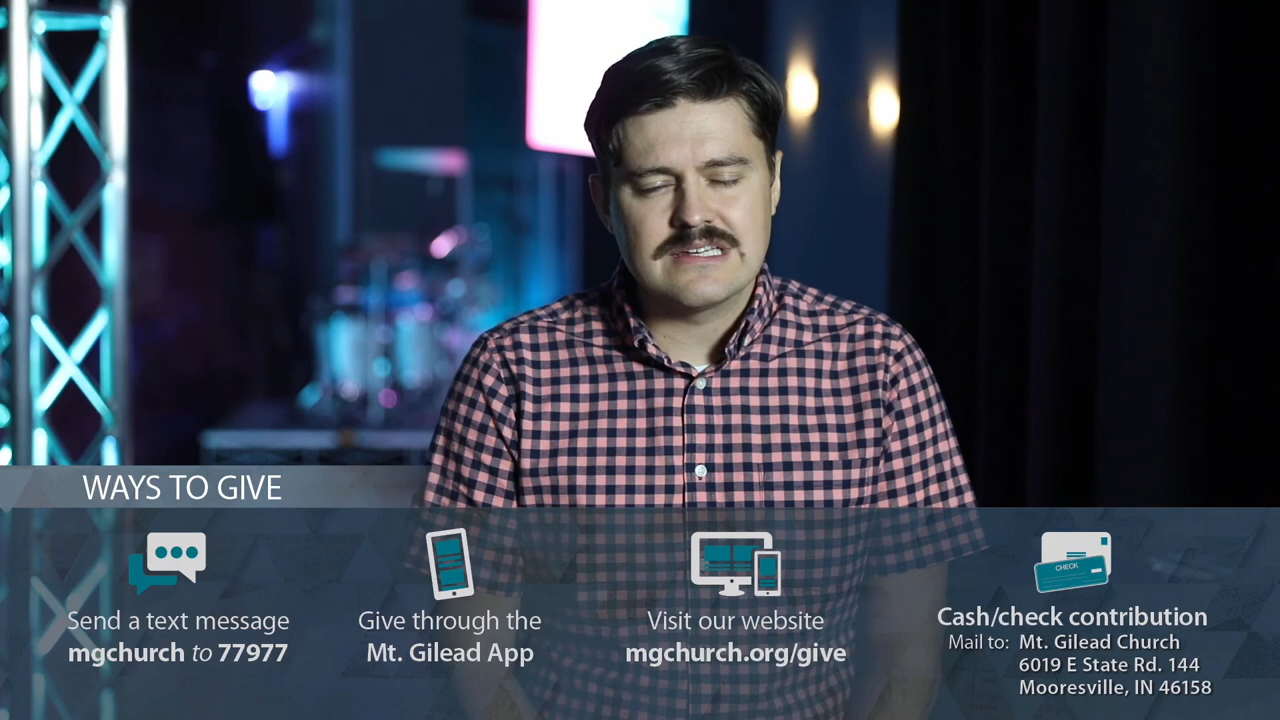 WAYS TO GIVE
Send a text message
mgchurch to 77977
Give through the
Mt. Gilead App
Visit our website
mgchurch.org/give
CHECK
Cash/check contribution
Mail to: Mt. Gilead Church
6019 E State Rd. 144
Mooresville, IN 46158